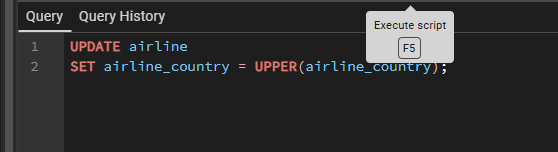 Query Query History
Execute script
F5
1 UPDATE airline
2 SET airline_country = UPPER(airline_country);